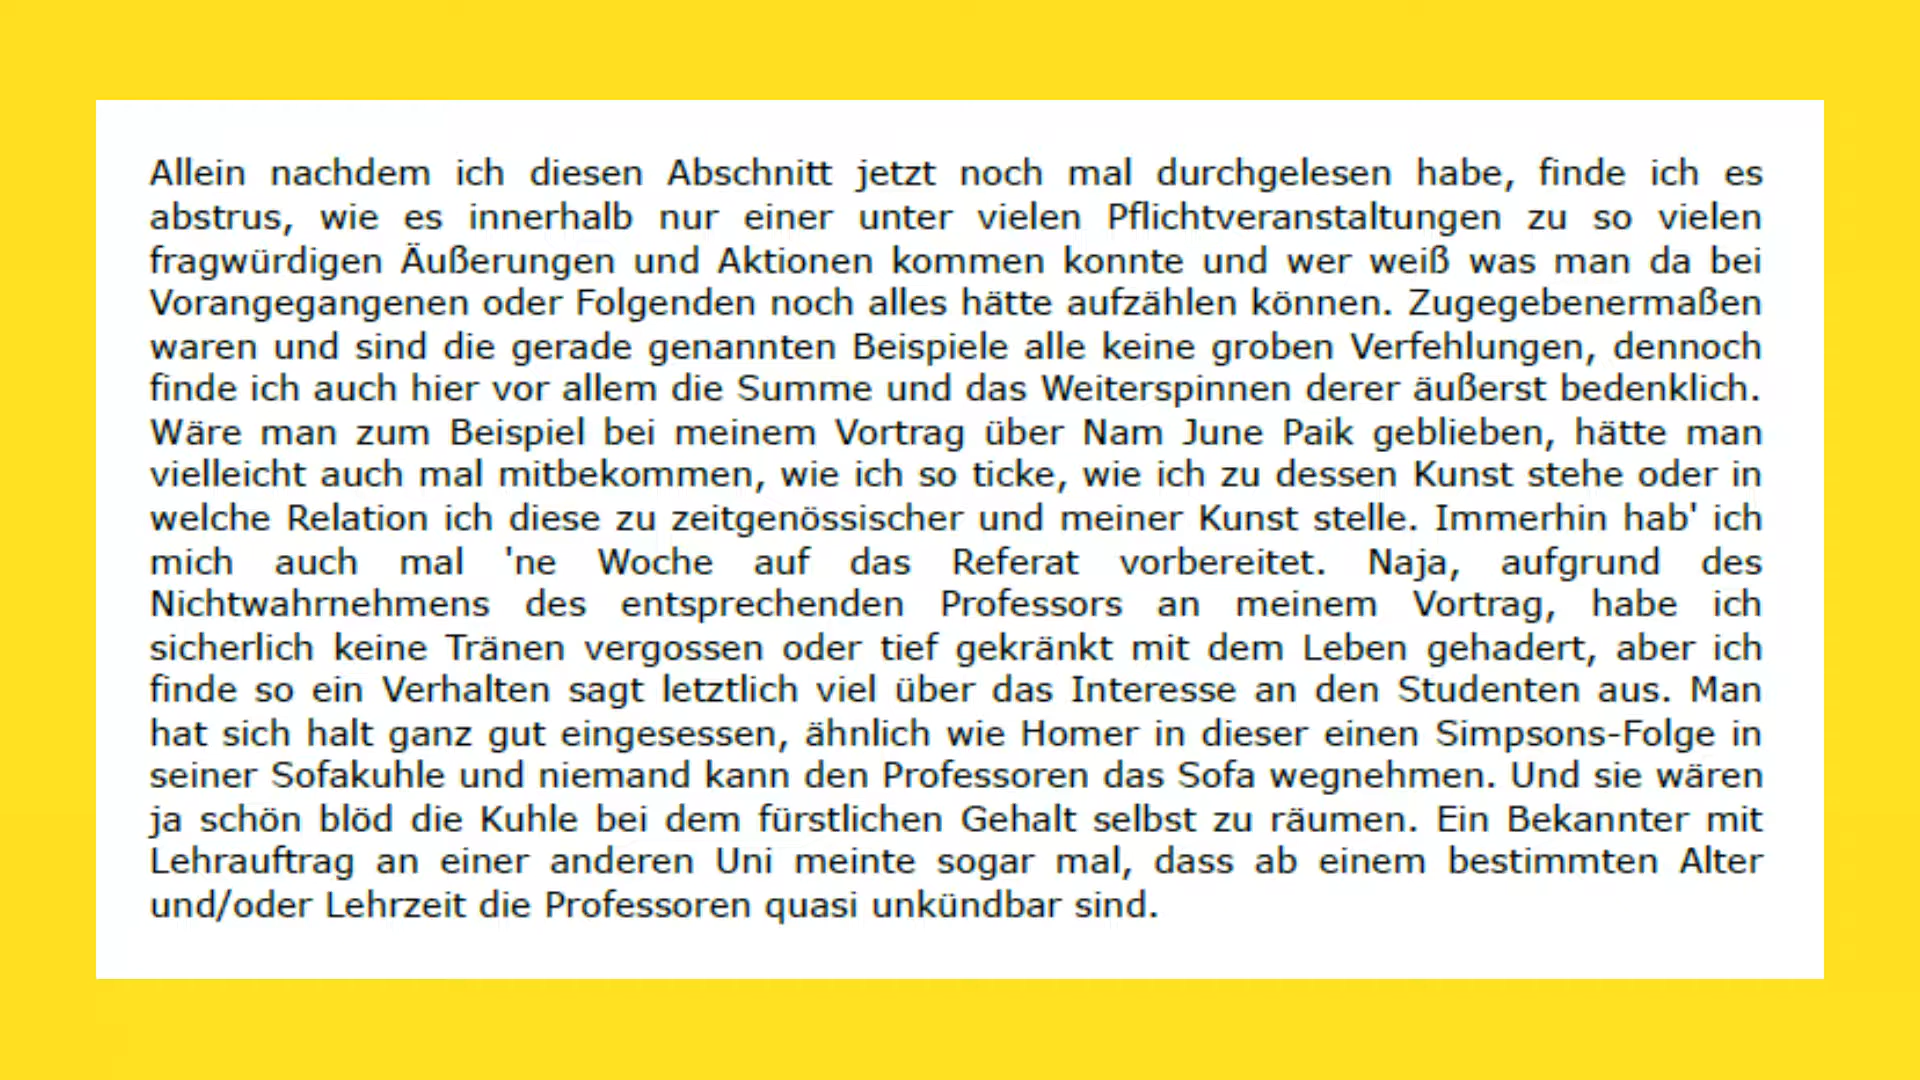 Allein nachdem ich diesen Abschnitt jetzt noch mal durchgelesen habe, finde ich es
abstrus, wie es innerhalb nur einer unter vielen Pflichtveranstaltungen zu so vielen
fragwürdigen Äußerungen und Aktionen kommen konnte und wer weiß was man da bei
Vorangegangenen oder Folgenden noch alles hätte aufzählen können. Zugegebenermaßen
waren und sind die gerade genannten Beispiele alle keine groben Verfehlungen, dennoch
finde ich auch hier vor allem die Summe und das Weiterspinnen derer äußerst bedenklich.
Wäre man zum Beispiel bei meinem Vortrag über Nam June Paik geblieben, hätte man
vielleicht auch mal mitbekommen, wie ich so ticke, wie ich zu dessen Kunst stehe oder in
welche Relation ich diese zu zeitgenössischer und meiner Kunst stelle. Immerhin hab' ich
mich auch mal 'ne Woche auf das Referat vorbereitet. Naja, aufgrund des
Nichtwahrnehmens des entsprechenden Professors an meinem Vortrag, habe ich
sicherlich keine Tränen vergossen oder tief gekränkt mit dem Leben gehadert, aber ich
finde so ein Verhalten sagt letztlich viel über das Interesse an den Studenten aus. Man
hat sich halt ganz gut eingesessen, ähnlich wie Homer in dieser einen Simpsons-Folge in
seiner Sofakuhle und niemand kann den Professoren das Sofa wegnehmen. Und sie wären
ja schön blöd die Kuhle bei dem fürstlichen Gehalt selbst zu räumen. Ein Bekannter mit
Lehrauftrag an einer anderen Uni meinte sogar mal, dass ab einem bestimmten Alter
und/oder Lehrzeit die Professoren quasi unkündbar sind.